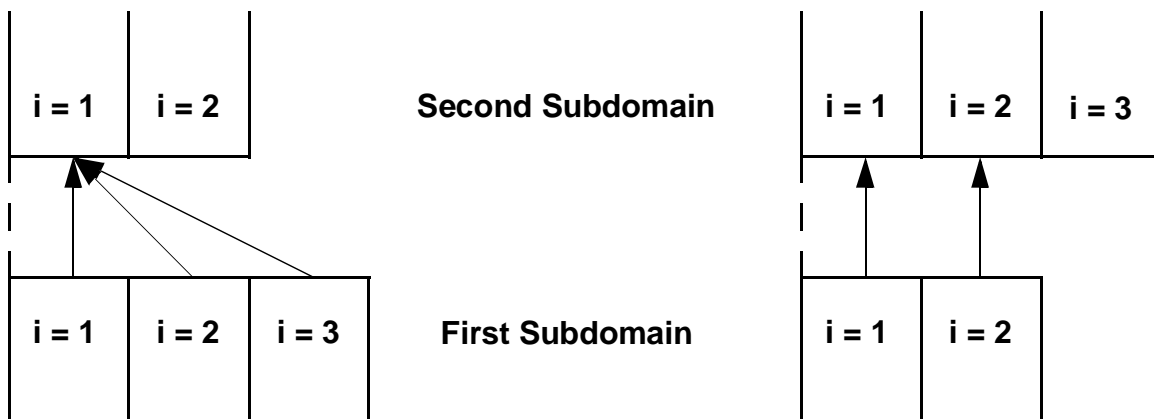 i = 1 i = 2 Second Subdomain i = 1 i = 2 i = 3
i = 1 i = 2 i = 3 First Subdomain i = 1 i = 2